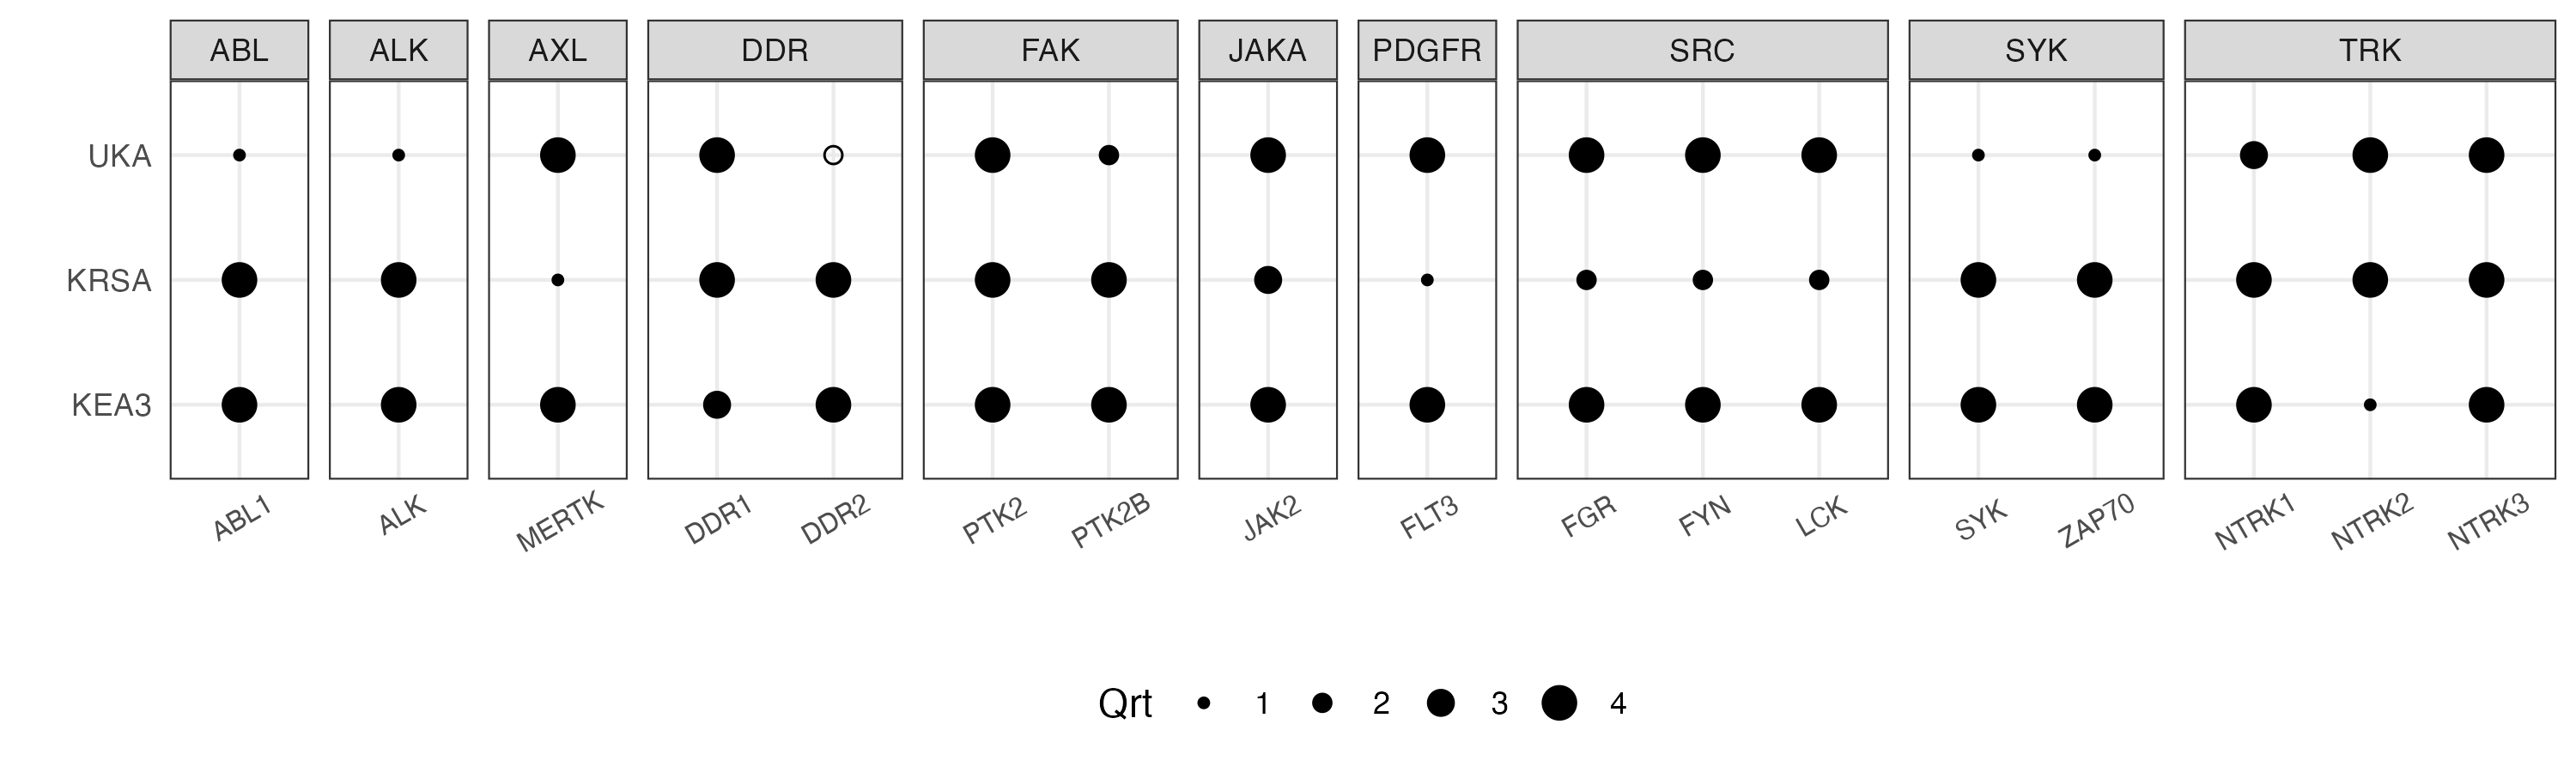 ABL ALK AXL DDR FAK JAKA PDGFR SRC SYK TRK
UKA
KRSA
KEA3
ABL1 ALK MERTK DDR1 DDR2 PTK2 PTK2B JAK2 FLT3 FGR FYN LCK SYK ZAP70 NTRK1 NTRK2 NTRK3
Qrt 1 2 3 4